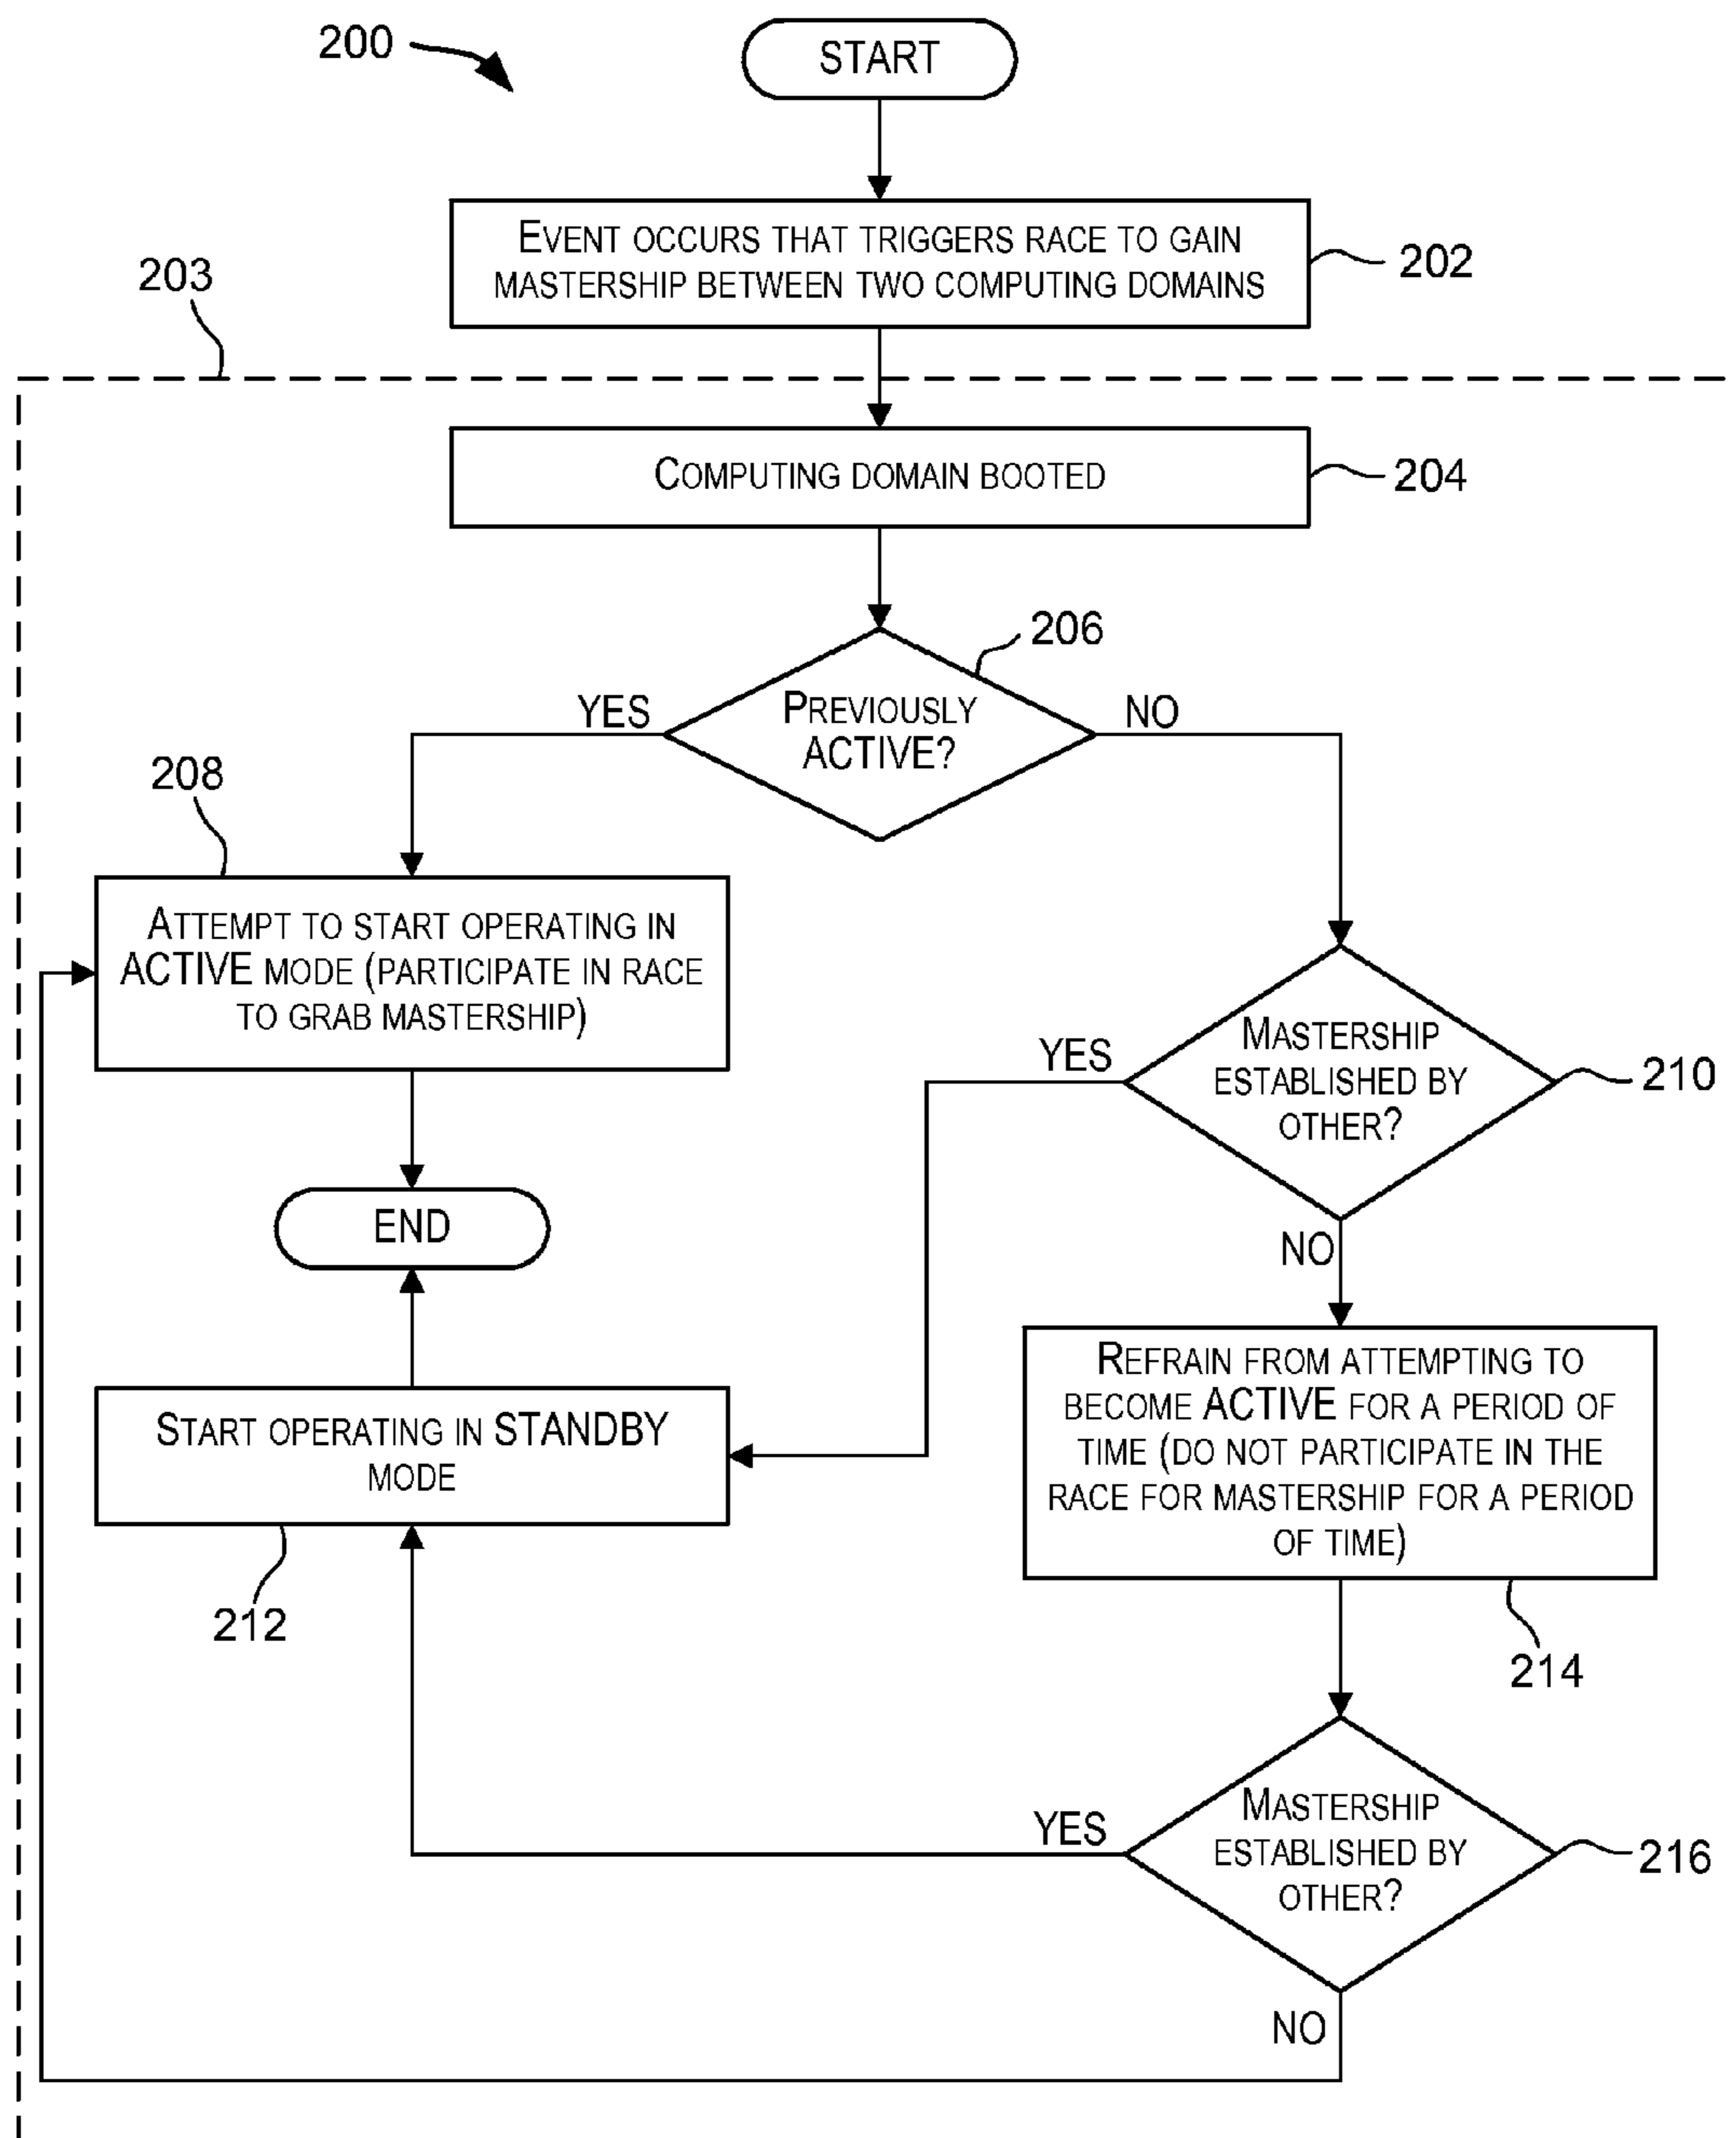 200
START
EVENT OCCURS THAT TRIGGERS RACE TO GAIN
MASTERSHIP BETWEEN TWO COMPUTING DOMAINS
202
203
COMPUTING DOMAIN BOOTED
204
206
PREVIOUSLY
ACTIVE?
YES
NO
208
ATTEMPT TO START OPERATING IN
ACTIVE MODE (PARTICIPATE IN RACE
TO GRAB MASTERSHIP)
MASTERSHIP
ESTABLISHED BY
OTHER?
210
YES
NO
END
START OPERATING IN STANDBY
MODE
212
REFRAIN FROM ATTEMPTING TO
BECOME ACTIVE FOR A PERIOD OF
TIME (DO NOT PARTICIPATE IN THE
RACE FOR MASTERSHIP FOR A PERIOD
OF TIME)
214
MASTERSHIP
ESTABLISHED BY
OTHER?
216
YES
NO